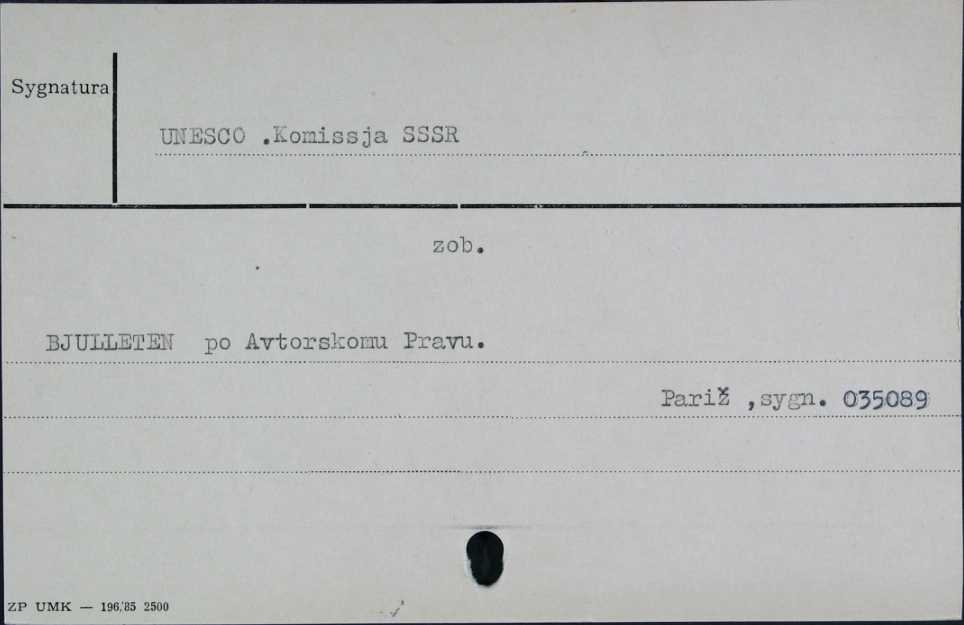 Sygnatura
UNESCO .Komissja SSSR
zob.
BJULLETEN po Avtorskomu Pravu.
Pariž ,sygn. 035089
ZP UMK — 196/85 2500